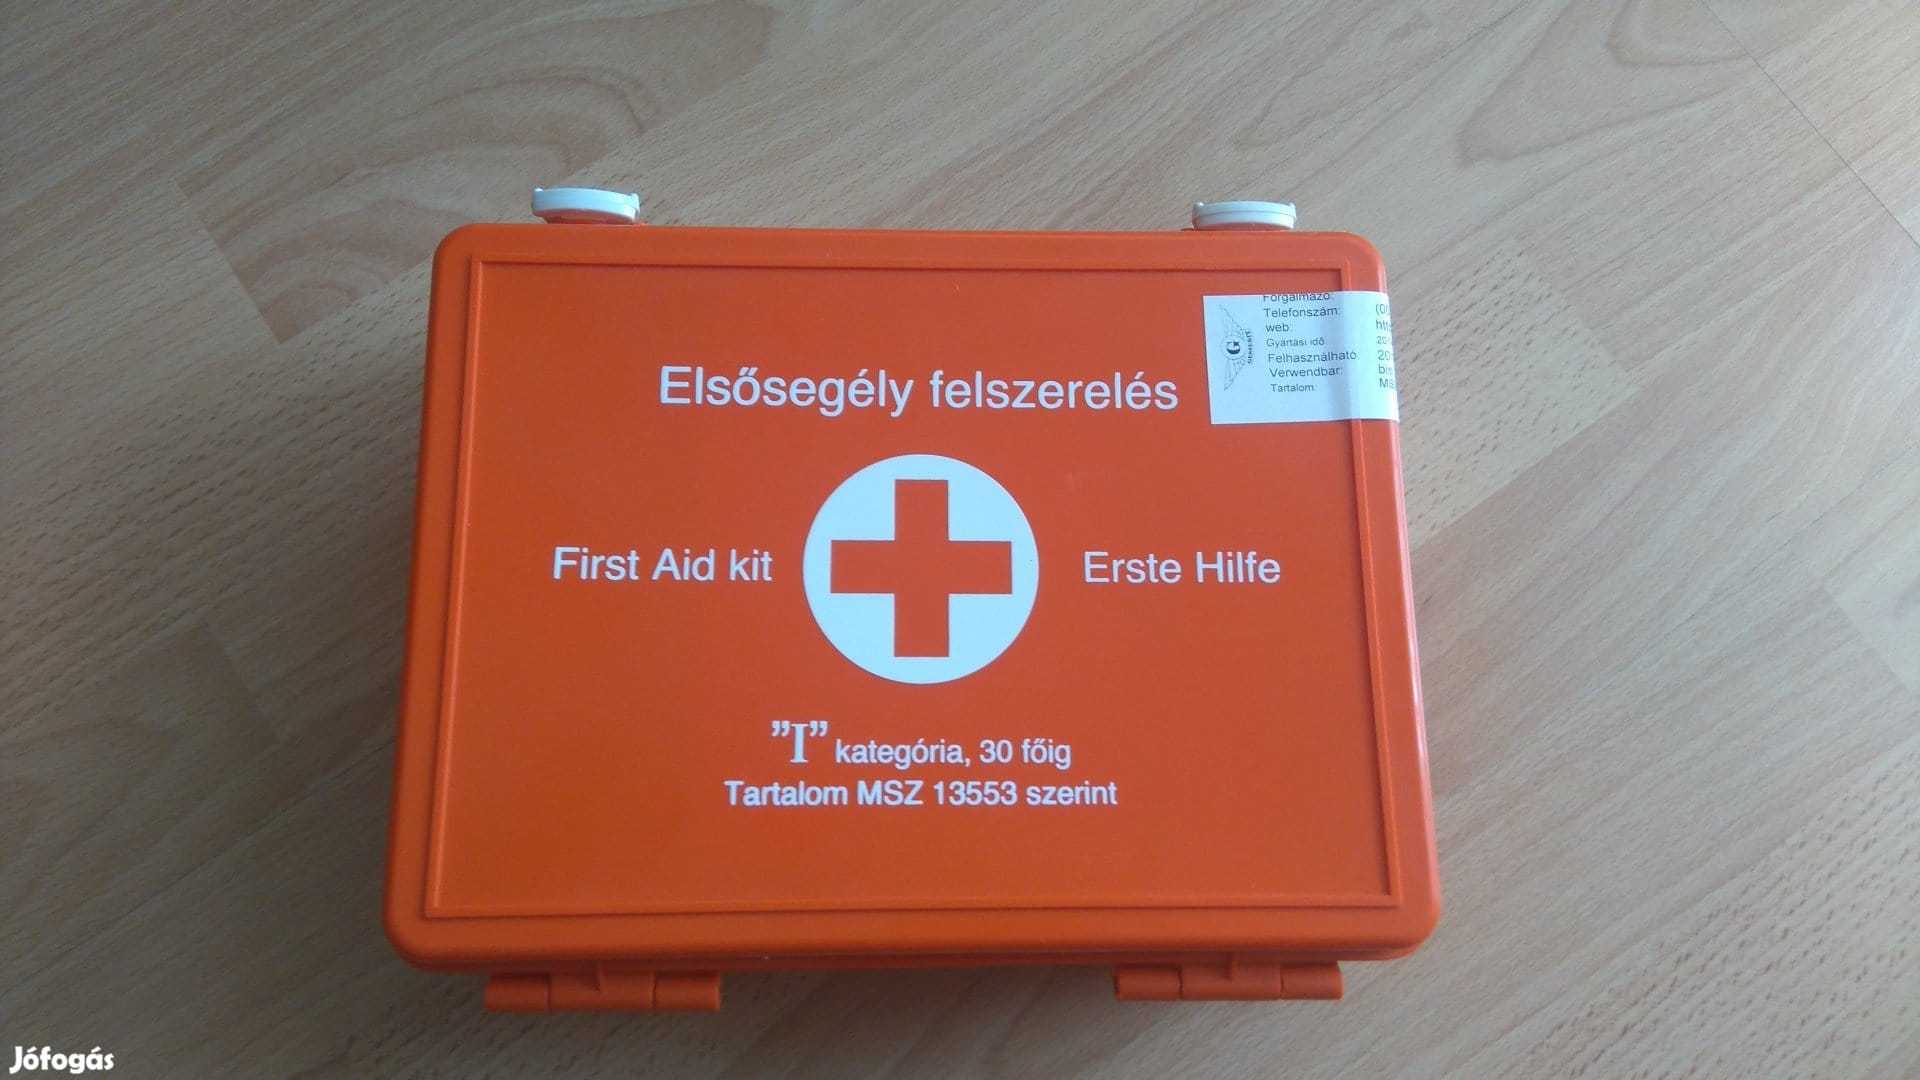 Forgalmazó:
Telefonszám:
web:
Gyártási idő
Felhasználható
Verwendbar:
Tartalom:
G
Elsősegély felszerelés
First Aid kit
Erste Hilfe
"I" kategória, 30 főig
Tartalom MSZ 13553 szerint
Jófogás